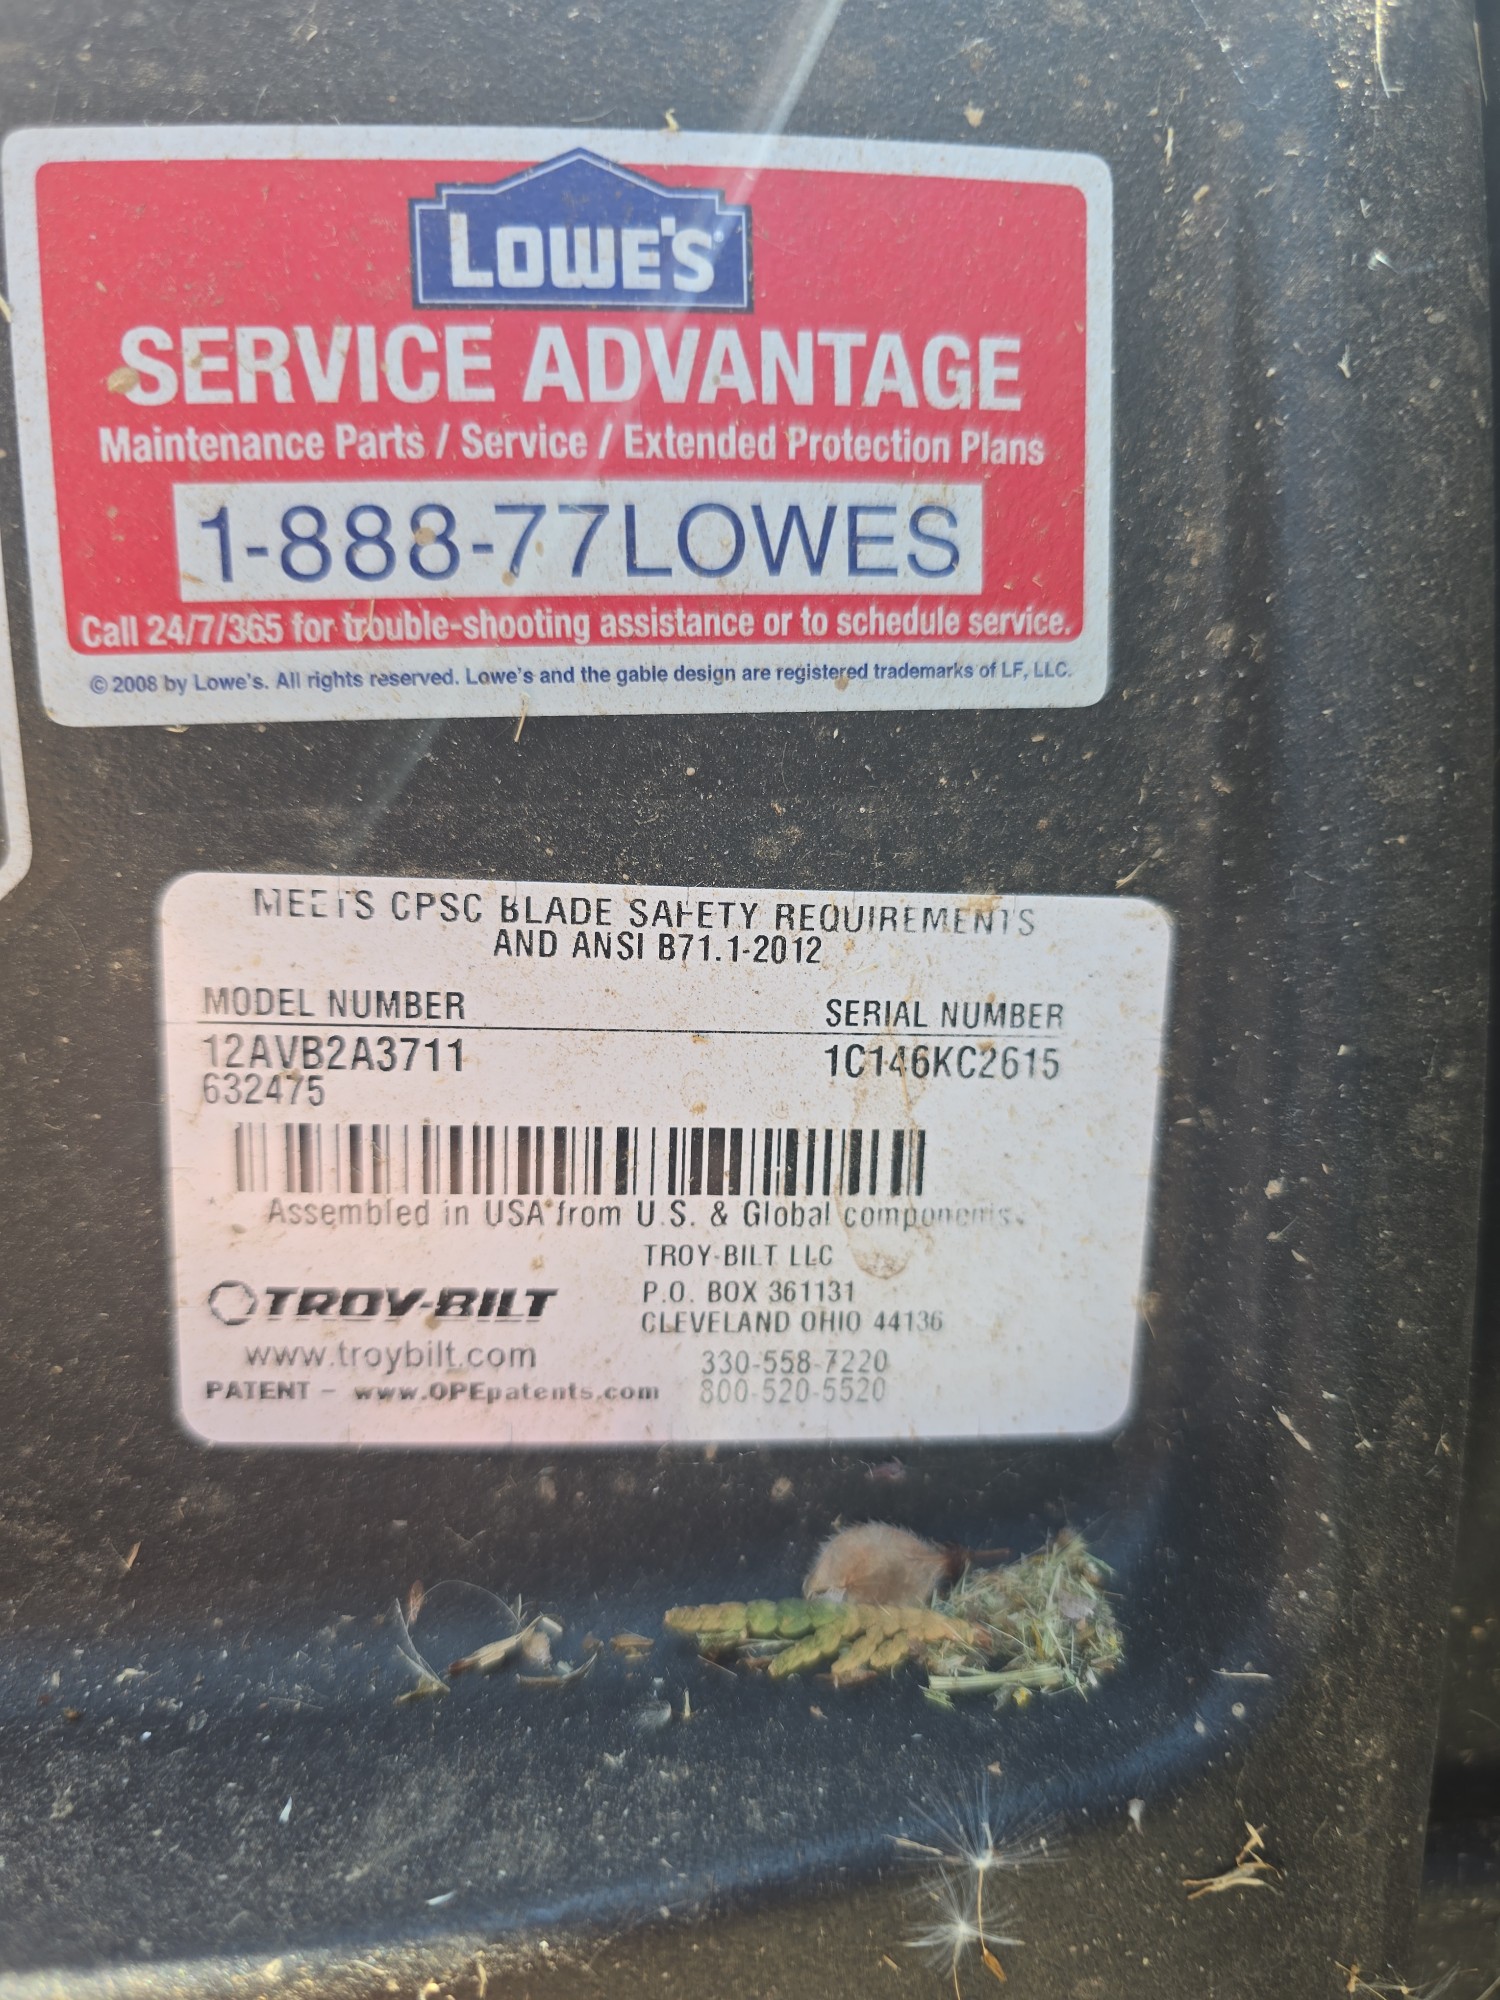 LOWE'S
SERVICE ADVANTAGE
Maintenance Parts / Service / Extended Protection Plans
1-888-77LOWES
Call 24/7/365 for trouble-shooting assistance or to schedule service.
© 2008 by Lowe's. All rights reserved. Lowe's and the gable design are registered trademarks of LF, LLC.
MEETS CPSC BLADE SAFETY REQUIREMENTS
AND ANSI B71.1-2012
MODEL NUMBER SERIAL NUMBER
12AVB2A3711 1C146KC2615
632475
Assembled in USA from U.S. & Global components.
TROY-BILT LLC
P.O. BOX 361131
CLEVELAND OHIO 44136
TROY-BILT
www.troybilt.com
330-558-7220
PATENT - www.OPEpatents.com 800-520-5520